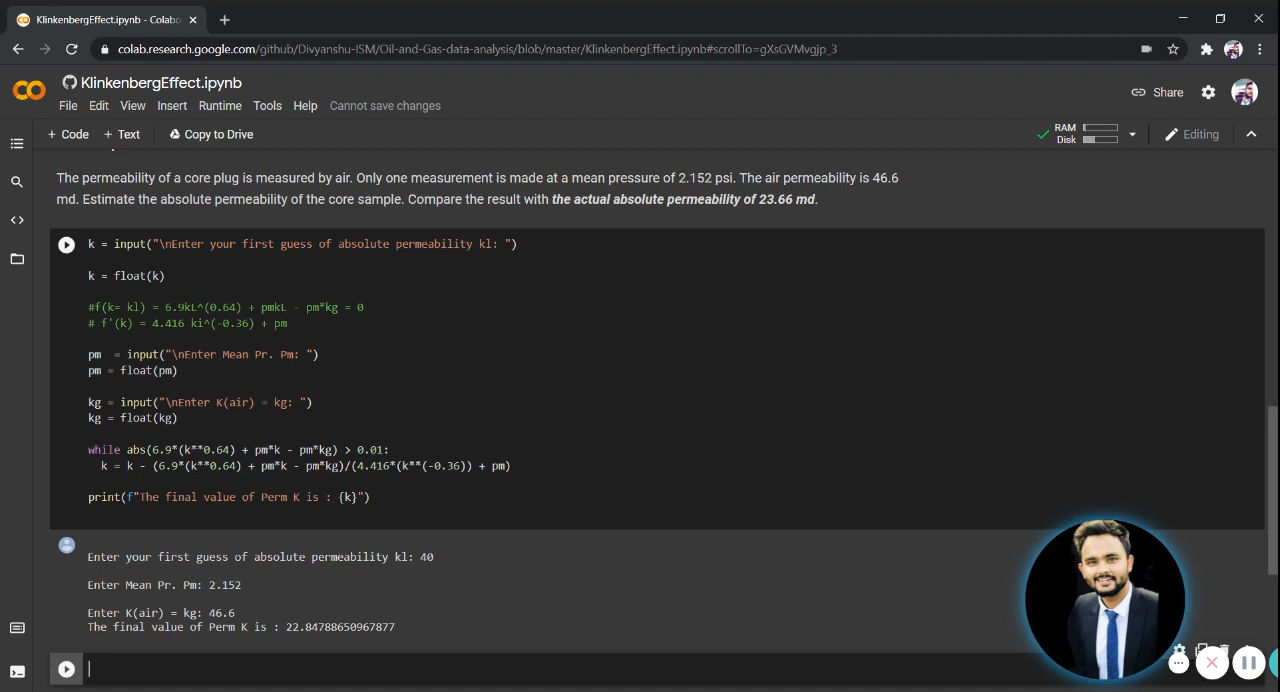 KlinkenbergEffect.ipynb - Colabo
colab.research.google.com/github/Divyanshu-ISM/Oil-and-Gas-data-analysis/blob/master/KlinkenbergEffect.ipynb#scrollTo=gXsGVMvgjp_3
KlinkenbergEffect.ipynb
Share
File Edit View Insert Runtime Tools Help Cannot save changes
+ Code + Text Copy to Drive
RAM
Disk
Editing
The permeability of a core plug is measured by air. Only one measurement is made at a mean pressure of 2.152 psi. The air permeability is 46.6
md. Estimate the absolute permeability of the core sample. Compare the result with the actual absolute permeability of 23.66 md.
k = input("\nEnter your first guess of absolute permeability kl: ")
k = float(k)
#f(k= kl) = 6.9kL^(0.64) + pmkL - pm*kg = 0
# f'(k) = 4.416 ki^(-0.36) + pm
pm  = input("\nEnter Mean Pr. Pm: ")
pm = float(pm)
kg = input("\nEnter K(air) = kg: ")
kg = float(kg)
while abs(6.9*(k**0.64) + pm*k - pm*kg) > 0.01:
  k = k - (6.9*(k**0.64) + pm*k - pm*kg)/(4.416*(k**(-0.36)) + pm)
print(f"The final value of Perm K is : {k}")
Enter your first guess of absolute permeability kl: 40
Enter Mean Pr. Pm: 2.152
Enter K(air) = kg: 46.6
The final value of Perm K is : 22.84788650967877